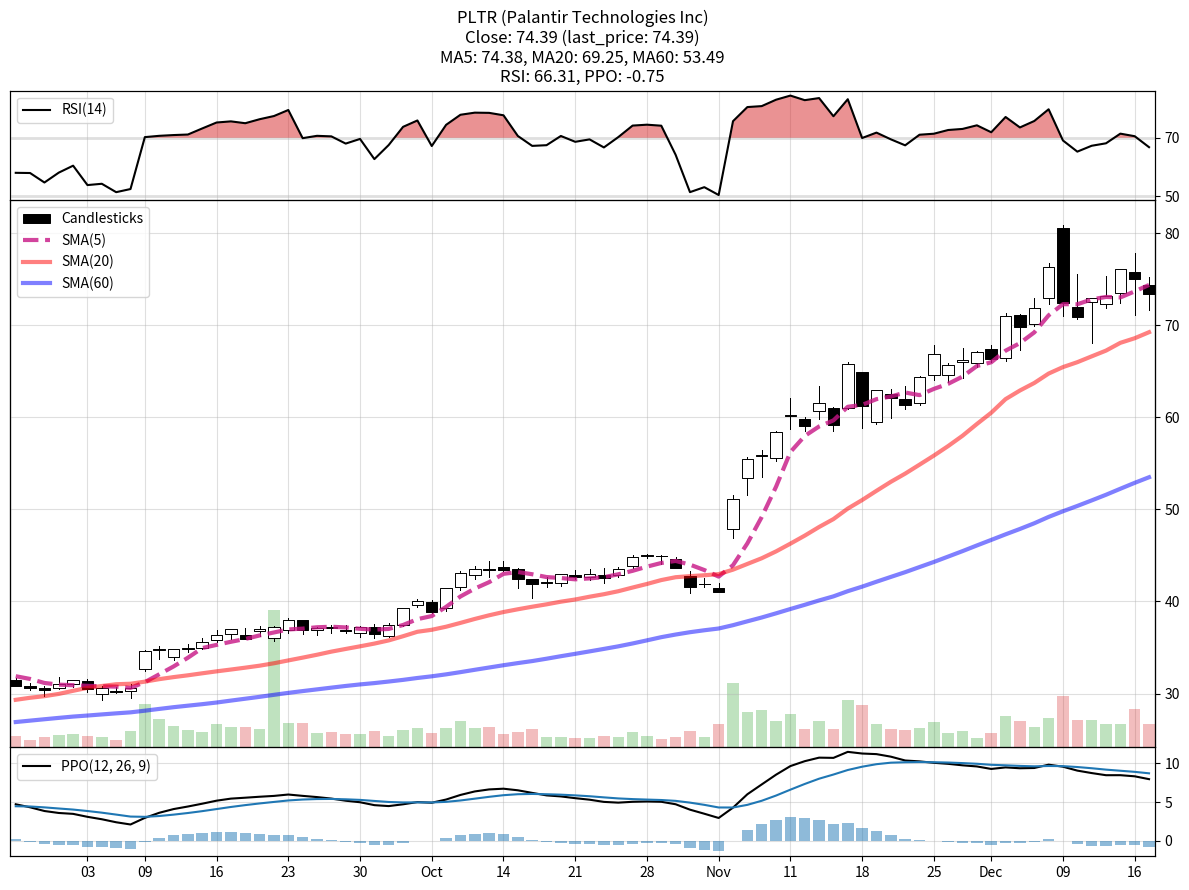 PLTR (Palantir Technologies Inc)
Close: 74.39 (last_price: 74.39)
MA5: 74.38, MA20: 69.25, MA60: 53.49
RSI: 66.31, PPO: -0.75
RSI(14)
70
50
Candlesticks
SMA(5)
SMA(20)
SMA(60)
80
70
60
50
40
30
PPO(12, 26, 9)
10
5
0
03 09 16 23 30 Oct 14 21 28 Nov 11 18 25 Dec 09 16